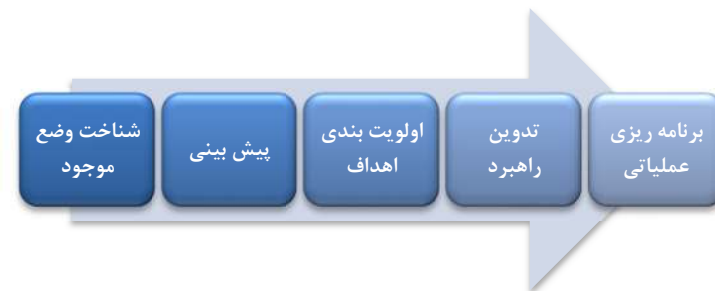 شناخت وضع
موجود
پیش بینی
اولویت بندی
اهداف
تدوین
راهبرد
برنامه ریزی
عملیاتی